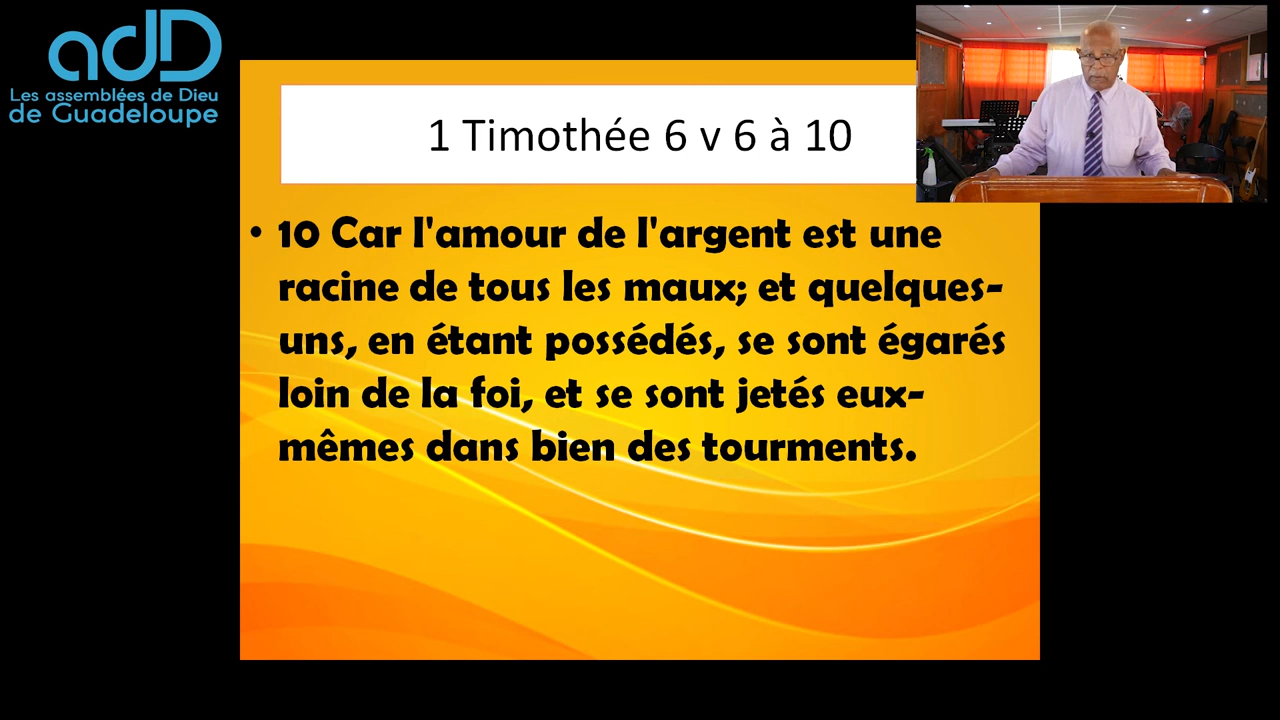 adD
Les assemblées de Dieu
de Guadeloupe
1 Timothée 6 v 6 à 10
• 10 Car l'amour de l'argent est une
racine de tous les maux; et quelques-
uns, en étant possédés, se sont égarés
loin de la foi, et se sont jetés eux-
mêmes dans bien des tourments.